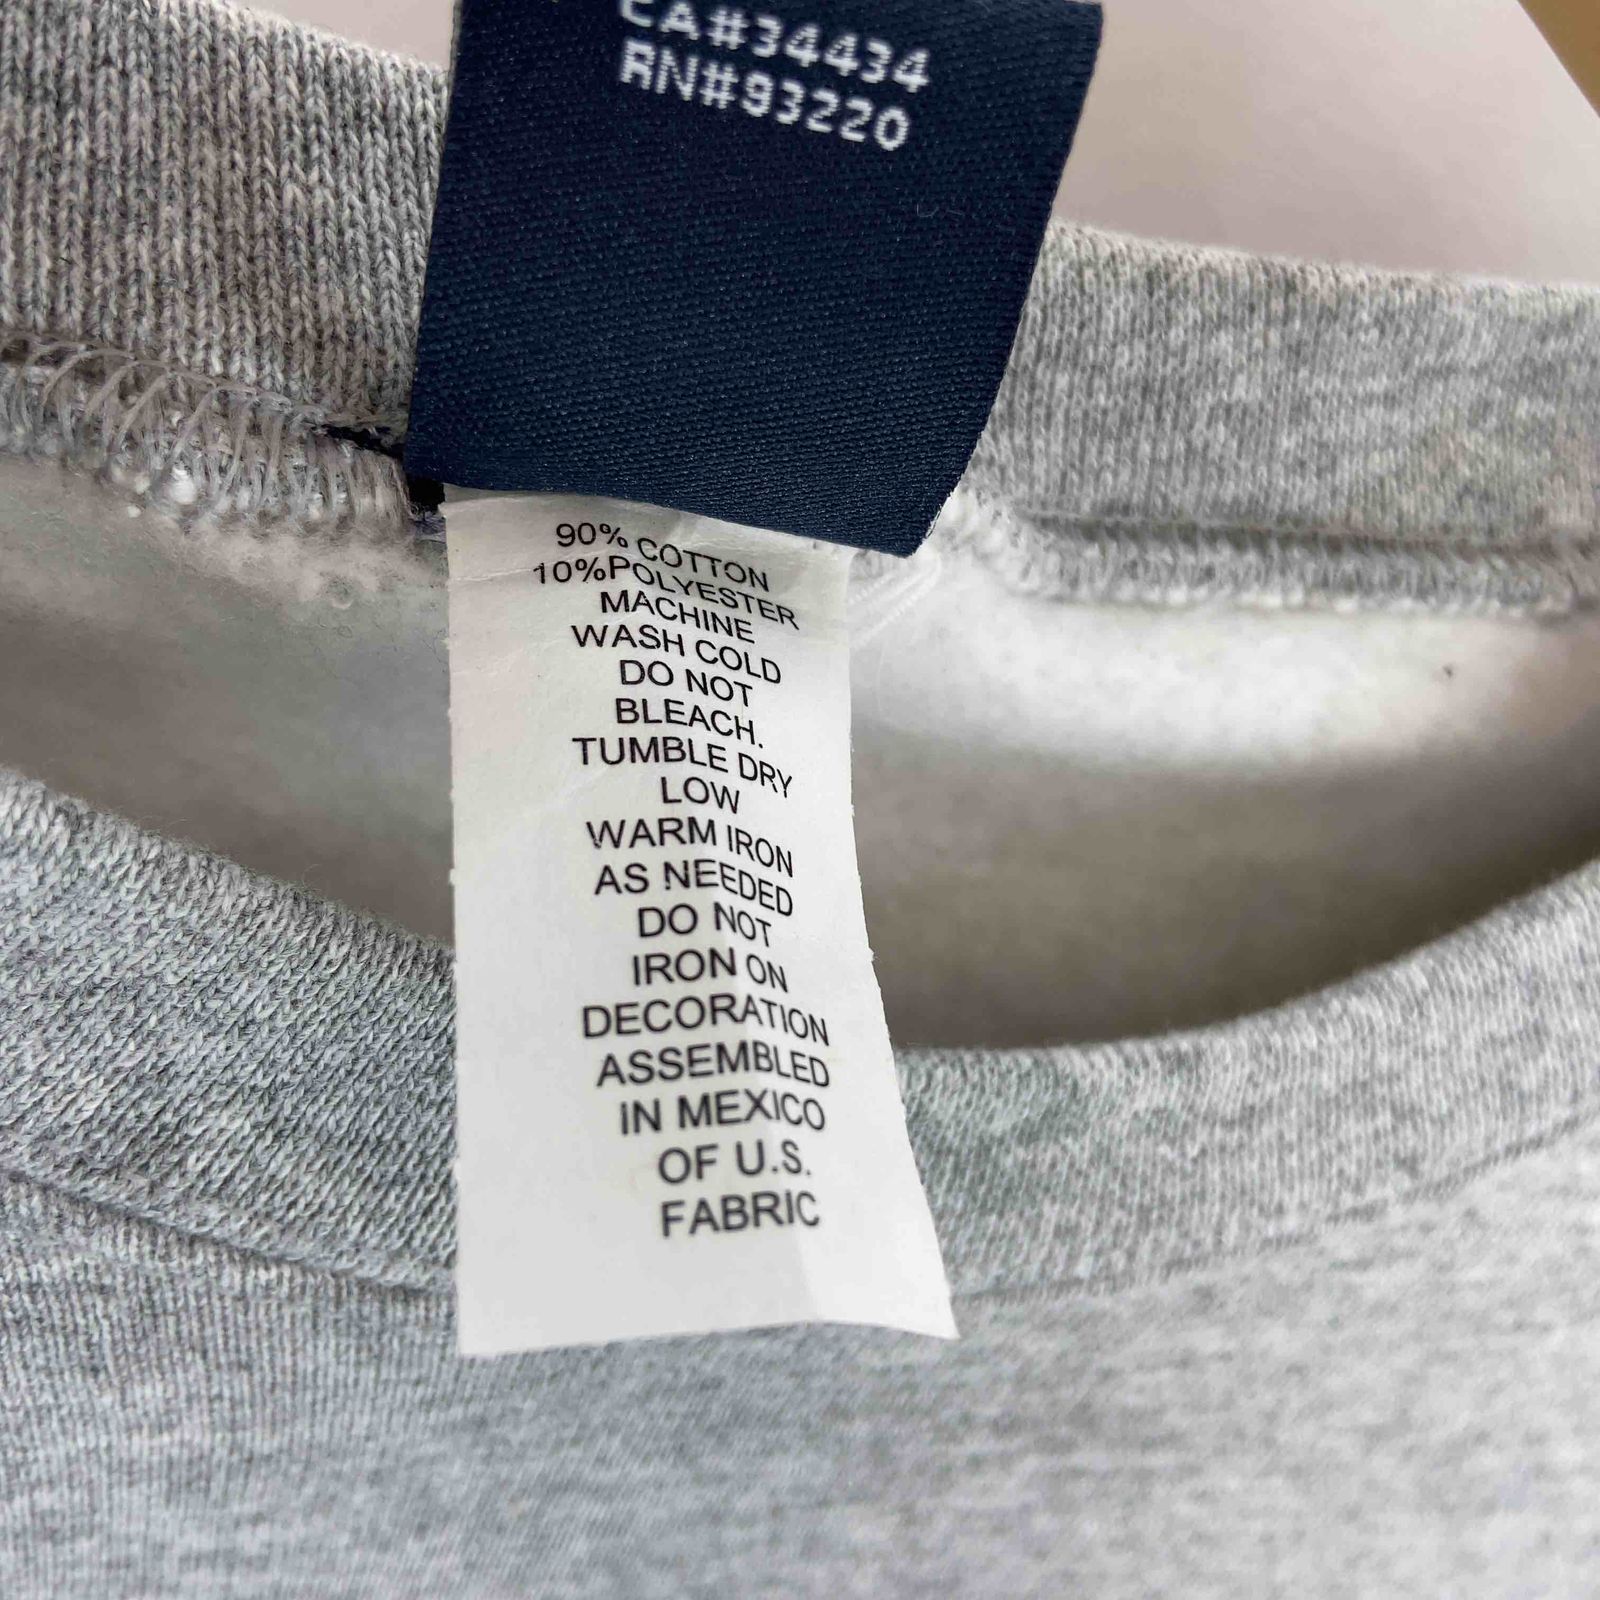 CA#34434
RN#93220
90% COTTON
10%POLYESTER
MACHINE
WASH COLD
DO NOT
BLEACH.
TUMBLE DRY
LOW
WARM IRON
AS NEEDED
DO NOT
IRON ON
DECORATION
ASSEMBLED
IN MEXICO
OF U.S.
FABRIC